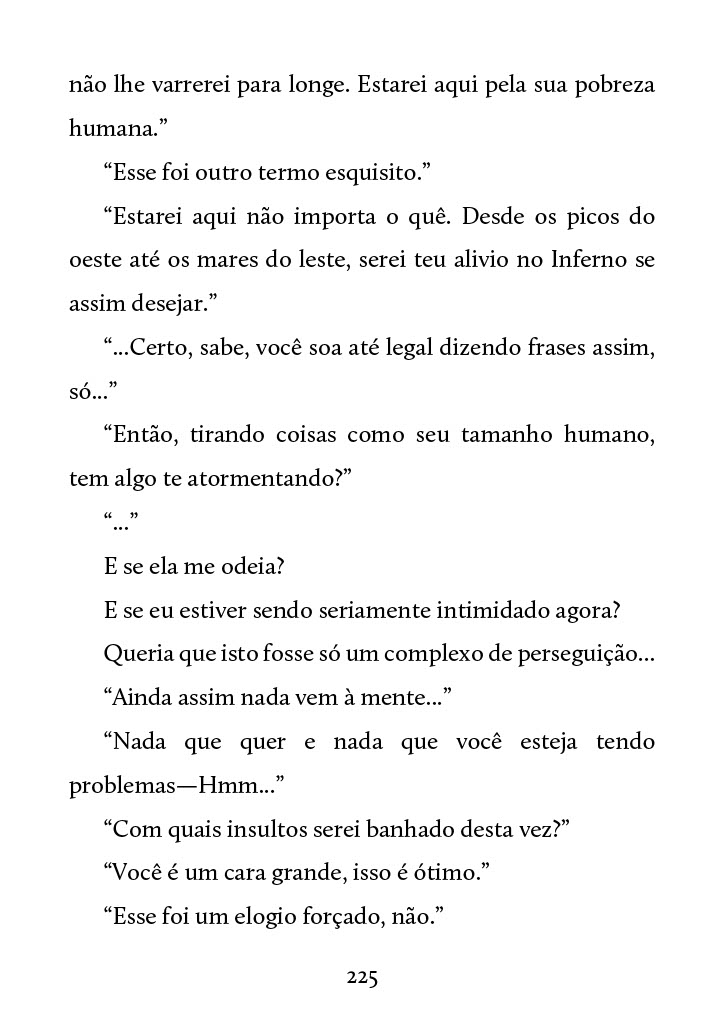 não lhe varrerei para longe. Estarei aqui pela sua pobreza
humana.”
“Esse foi outro termo esquisito.”
“Estarei aqui não importa o quê. Desde os picos do
oeste até os mares do leste, serei teu alivio no Inferno se
assim desejar.”
“...Certo, sabe, você soa até legal dizendo frases assim,
só...”
“Então, tirando coisas como seu tamanho humano,
tem algo te atormentando?”
“...”
E se ela me odeia?
E se eu estiver sendo seriamente intimidado agora?
Queria que isto fosse só um complexo de perseguição...
“Ainda assim nada vem à mente...”
“Nada que quer e nada que você esteja tendo
problemas—Hmm...”
“Com quais insultos serei banhado desta vez?”
“Você é um cara grande, isso é ótimo.”
“Esse foi um elogio forçado, não.”
225